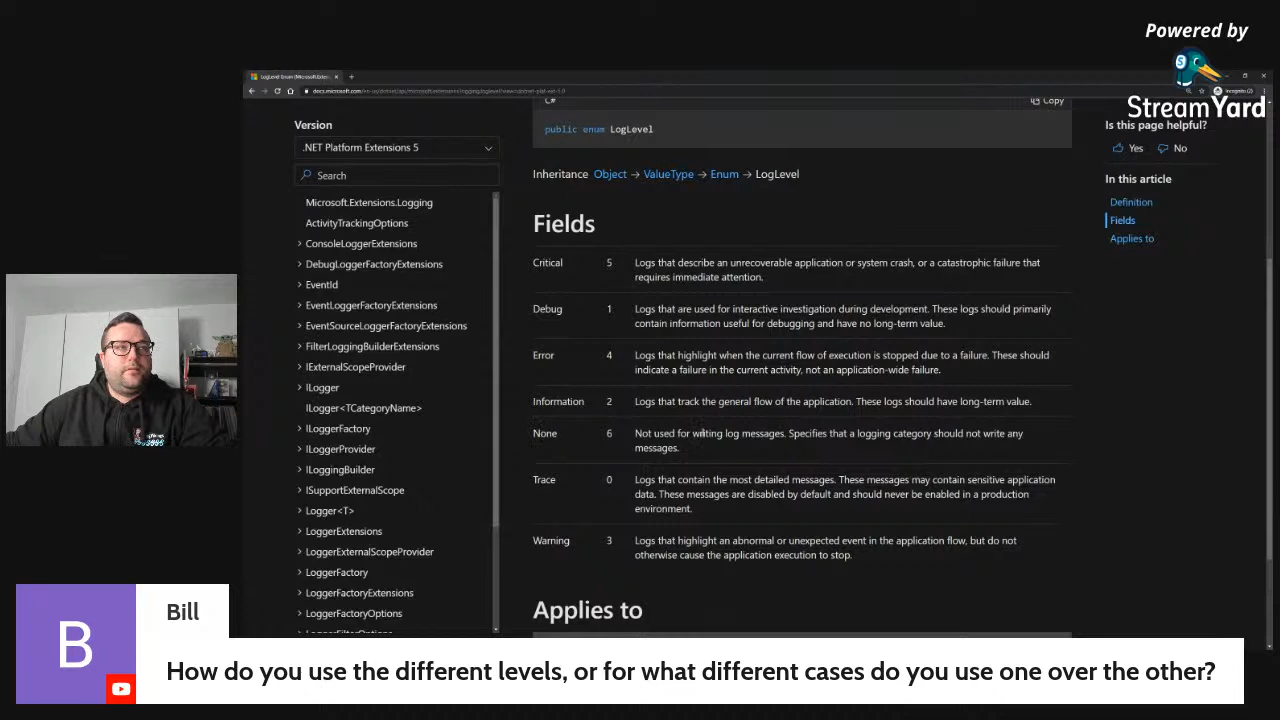 Powered by
StreamYard
LogLevel Enum (Microsoft.Exten
C#
Copy
public enum LogLevel
Inheritance Object → ValueType → Enum → LogLevel
Version
.NET Platform Extensions 5
Search
Microsoft.Extensions.Logging
ActivityTrackingOptions
ConsoleLoggerExtensions
DebugLoggerFactoryExtensions
EventId
EventLoggerFactoryExtensions
EventSourceLoggerFactoryExtensions
FilterLoggingBuilderExtensions
IExternalScopeProvider
ILogger
ILogger<TCategoryName>
ILoggerFactory
ILoggerProvider
ILoggingBuilder
ISupportExternalScope
Logger<T>
LoggerExtensions
LoggerExternalScopeProvider
LoggerFactory
LoggerFactoryExtensions
LoggerFactoryOptions
LoggerFilterOptions
Fields
Critical 5 Logs that describe an unrecoverable application or system crash, or a catastrophic failure that
requires immediate attention.
Debug 1 Logs that are used for interactive investigation during development. These logs should primarily
contain information useful for debugging and have no long-term value.
Error 4 Logs that highlight when the current flow of execution is stopped due to a failure. These should
indicate a failure in the current activity, not an application-wide failure.
Information 2 Logs that track the general flow of the application. These logs should have long-term value.
None 6 Not used for writing log messages. Specifies that a logging category should not write any
messages.
Trace 0 Logs that contain the most detailed messages. These messages may contain sensitive application
data. These messages are disabled by default and should never be enabled in a production
environment.
Warning 3 Logs that highlight an abnormal or unexpected event in the application flow, but do not
otherwise cause the application execution to stop.
Applies to
Is this page helpful?
Yes No
In this article
Definition
Fields
Applies to
B
Bill
How do you use the different levels, or for what different cases do you use one over the other?